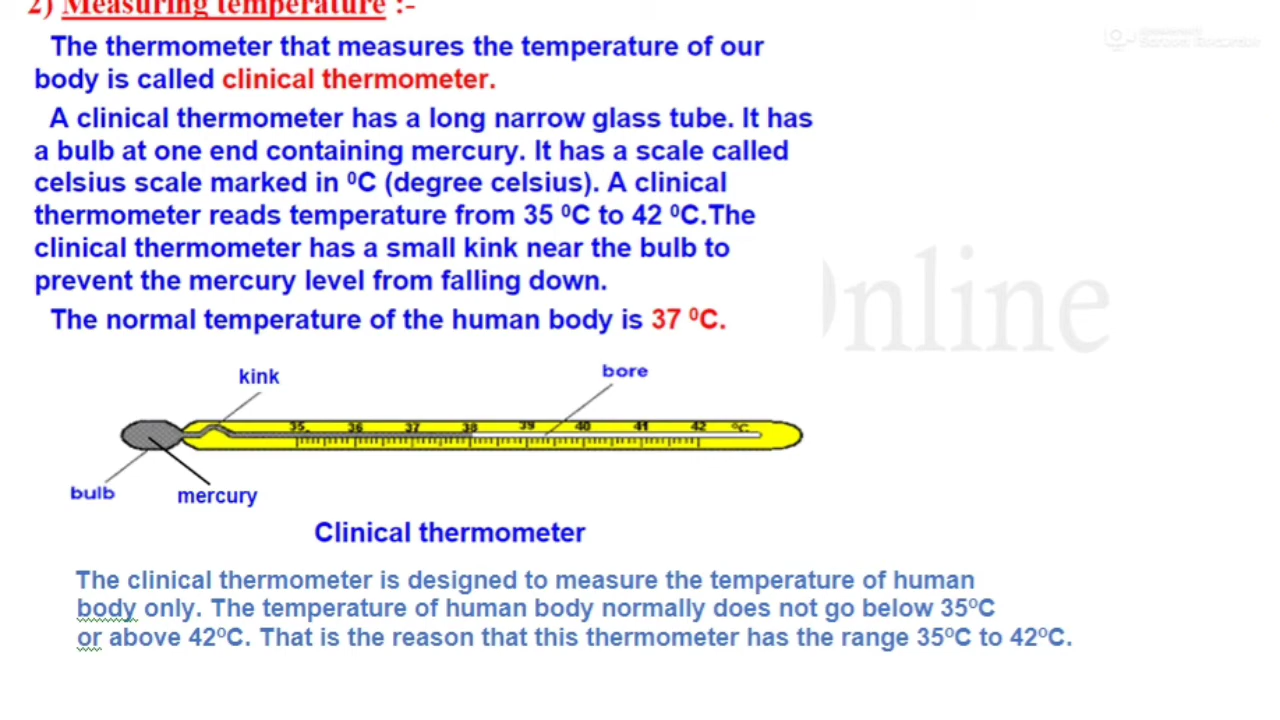 2) Measuring temperature :-
The thermometer that measures the temperature of our
body is called clinical thermometer.
A clinical thermometer has a long narrow glass tube. It has
a bulb at one end containing mercury. It has a scale called
celsius scale marked in ⁰C (degree celsius). A clinical
thermometer reads temperature from 35 ⁰C to 42 ⁰C.The
clinical thermometer has a small kink near the bulb to
prevent the mercury level from falling down.
The normal temperature of the human body is 37 ⁰C.
Online
kink
bore
35 36 37 38 39 40 41 42 ⁰C
bulb
mercury
Clinical thermometer
The clinical thermometer is designed to measure the temperature of human
body only. The temperature of human body normally does not go below 35⁰C
or above 42⁰C. That is the reason that this thermometer has the range 35⁰C to 42⁰C.